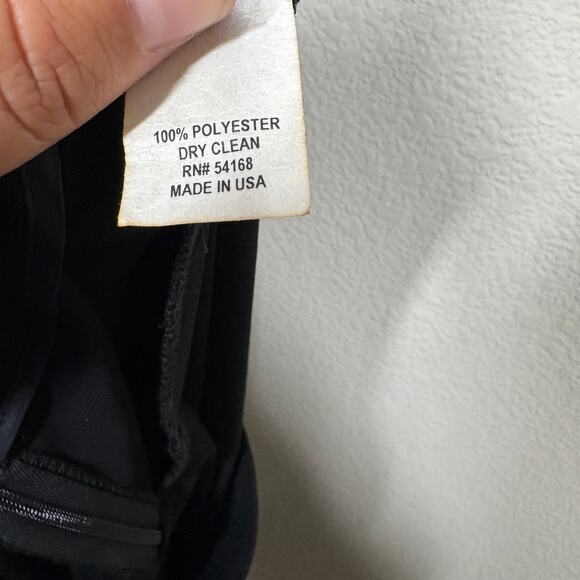 100% POLYESTER
DRY CLEAN
RN# 54168
MADE IN USA